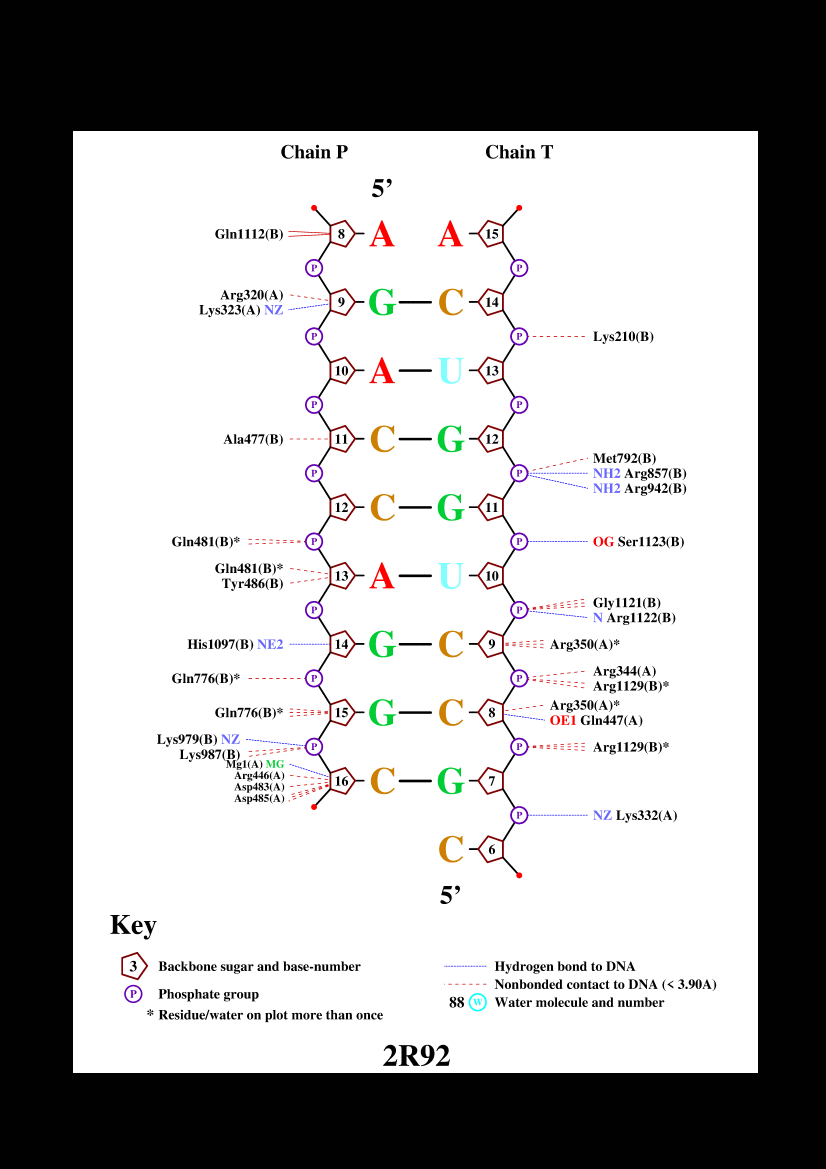 Chain P Chain T
5’
Gln1112(B) 8 A A 15
P P
Arg320(A)
Lys323(A) NZ 9 G C 14
P P Lys210(B)
10 A U 13
P P
Ala477(B) 11 C G 12
Met792(B)
P P NH2 Arg857(B)
NH2 Arg942(B)
12 C G 11
Gln481(B)* P P OG Ser1123(B)
Gln481(B)*
13 A U 10
Tyr486(B)
Gly1121(B)
P P
N Arg1122(B)
His1097(B) NE2 14 G C 9 Arg350(A)*
Arg344(A)
Gln776(B)* P P
Arg1129(B)*
Arg350(A)*
Gln776(B)* 15 G C 8
OE1 Gln447(A)
Lys979(B) NZ
P P Arg1129(B)*
Lys987(B)
Mg1(A) MG
Arg446(A)
16 C G 7
Asp483(A)
Asp485(A)
P NZ Lys332(A)
C 6
5’
Key
3 Backbone sugar and base-number
Hydrogen bond to DNA
Nonbonded contact to DNA (< 3.90A)
P Phosphate group
88 W Water molecule and number
* Residue/water on plot more than once
2R92